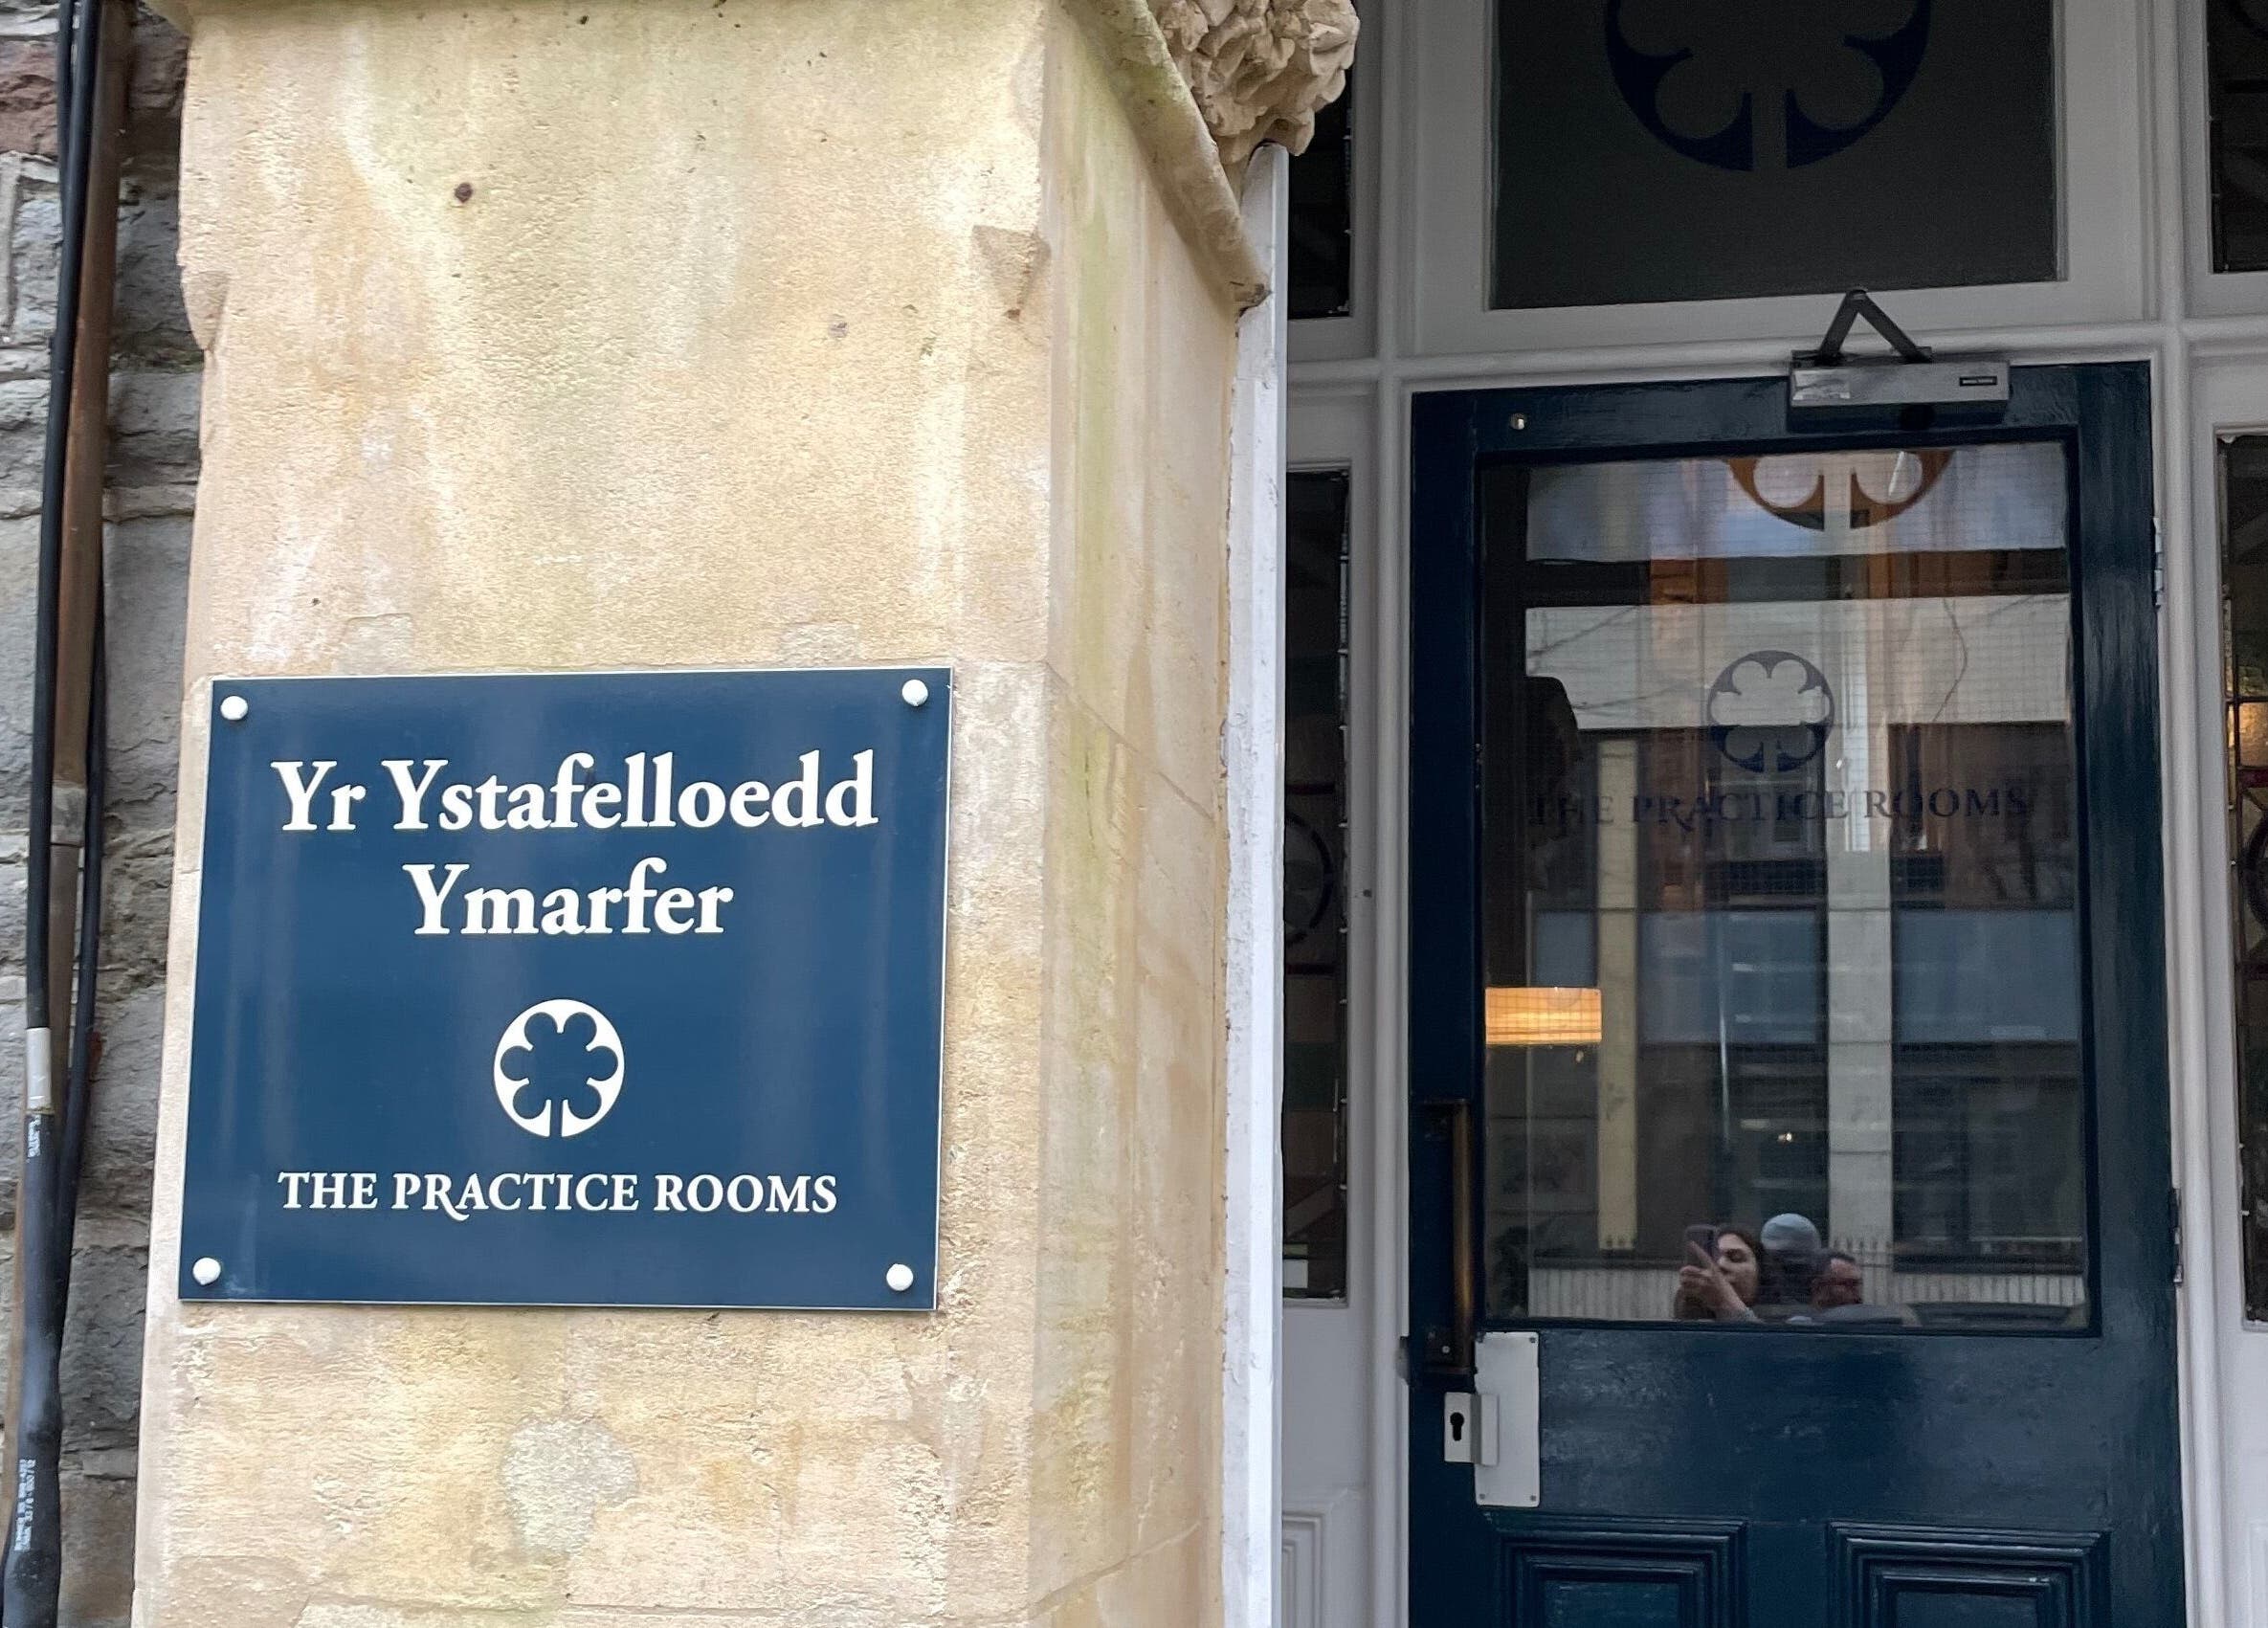 Yr Ystafelloedd
Ymarfer
THE PRACTICE ROOMS
THE PRACTICE ROOMS